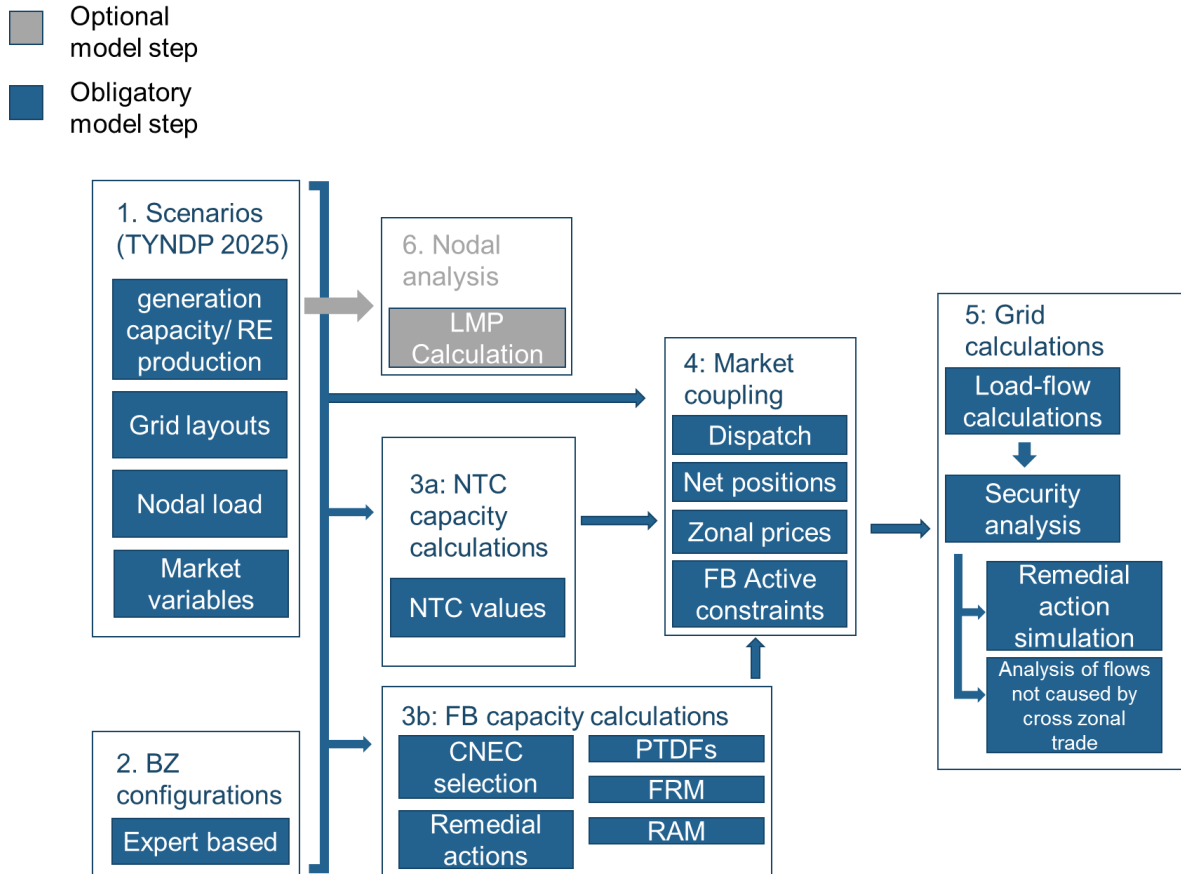 Optional
model step
Obligatory
model step
1. Scenarios
(TYNDP 2025)
generation
capacity/ RE
production
Grid layouts
Nodal load
Market
variables
2. BZ
configurations
Expert based
6. Nodal
analysis
LMP
Calculation
3a: NTC
capacity
calculations
NTC values
3b: FB capacity calculations
CNEC
selection
Remedial
actions
PTDFs
FRM
RAM
4: Market
coupling
Dispatch
Net positions
Zonal prices
FB Active
constraints
5: Grid
calculations
Load-flow
calculations
Security
analysis
Remedial
action
simulation
Analysis of flows
not caused by
cross zonal
trade